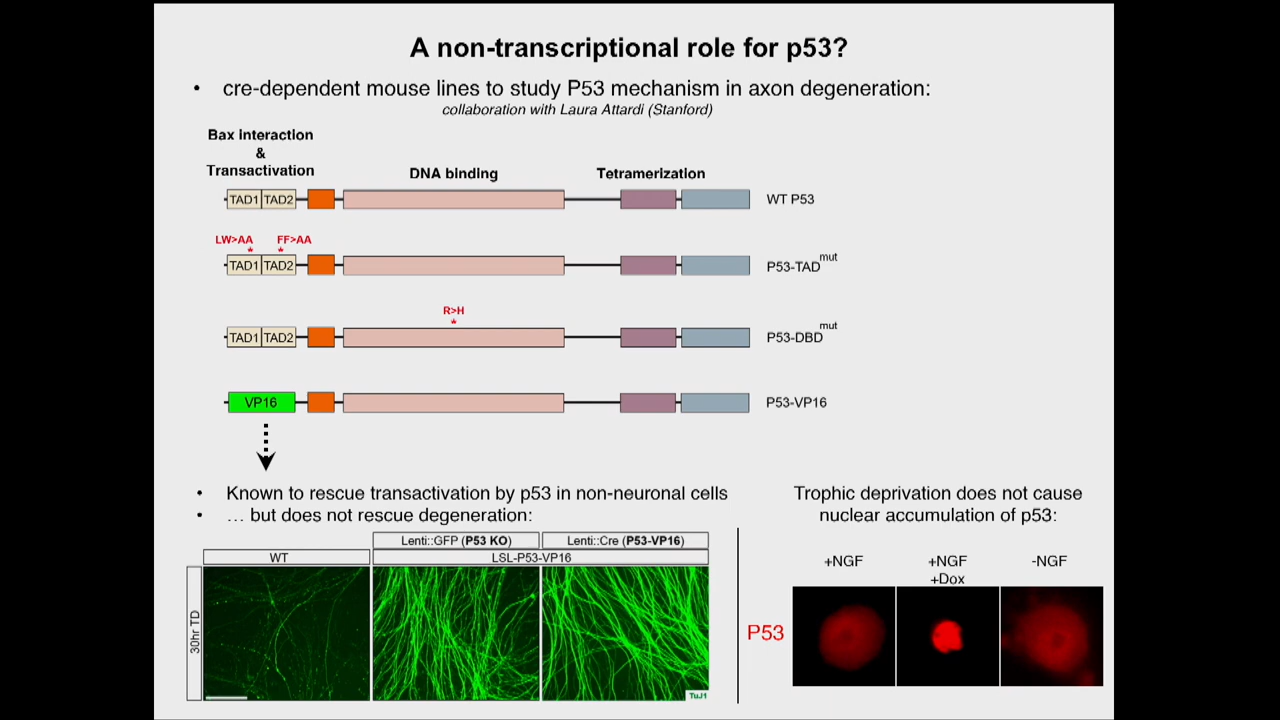 A non-transcriptional role for p53?
• cre-dependent mouse lines to study P53 mechanism in axon degeneration:
collaboration with Laura Attardi (Stanford)
Bax interaction
&
Transactivation
DNA binding
Tetramerization
TAD1 TAD2
WT P53
LW>AA FF>AA
* *
TAD1 TAD2
P53-TADmut
R>H
*
TAD1 TAD2
P53-DBDmut
VP16
P53-VP16
• Known to rescue transactivation by p53 in non-neuronal cells
• … but does not rescue degeneration:
Lenti::GFP (P53 KO) Lenti::Cre (P53-VP16)
WT LSL-P53-VP16
30hr TD
TuJ1
Trophic deprivation does not cause
nuclear accumulation of p53:
+NGF +NGF -NGF
+Dox
P53